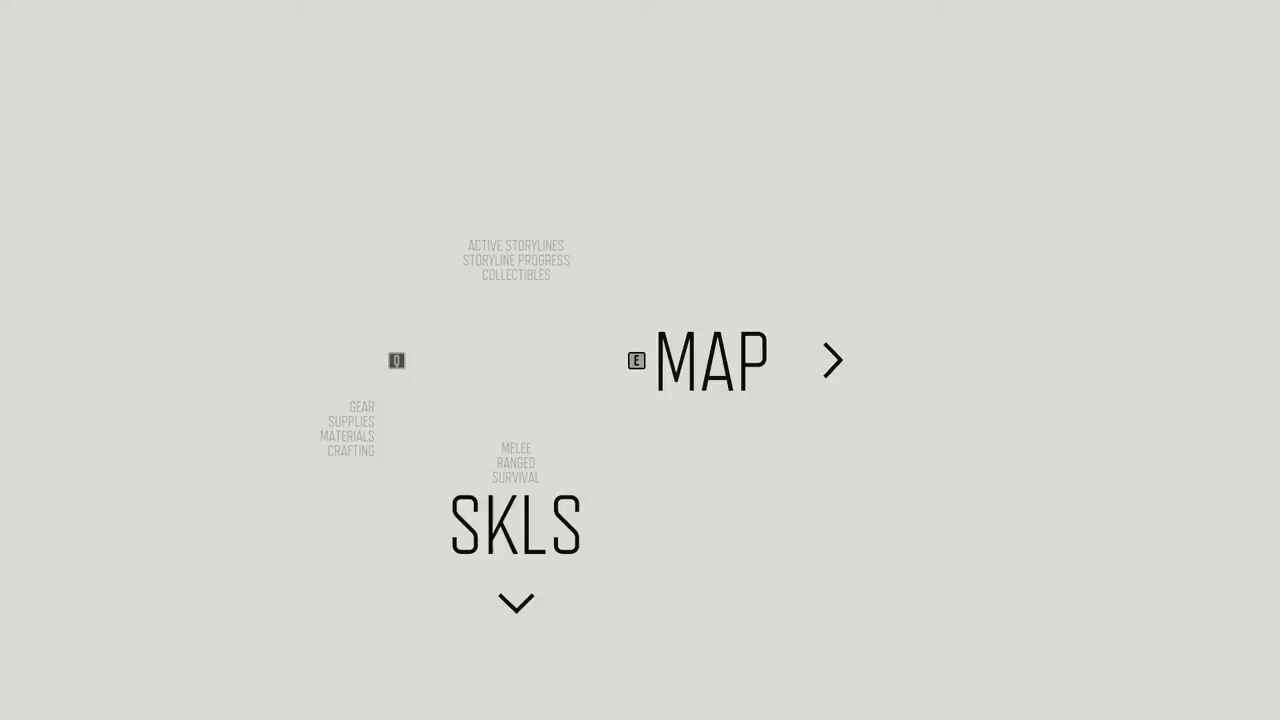 ACTIVE STORYLINES
STORYLINE PROGRESS
COLLECTIBLES
Q
E
MAP
GEAR
SUPPLIES
MATERIALS
CRAFTING
MELEE
RANGED
SURVIVAL
SKLS